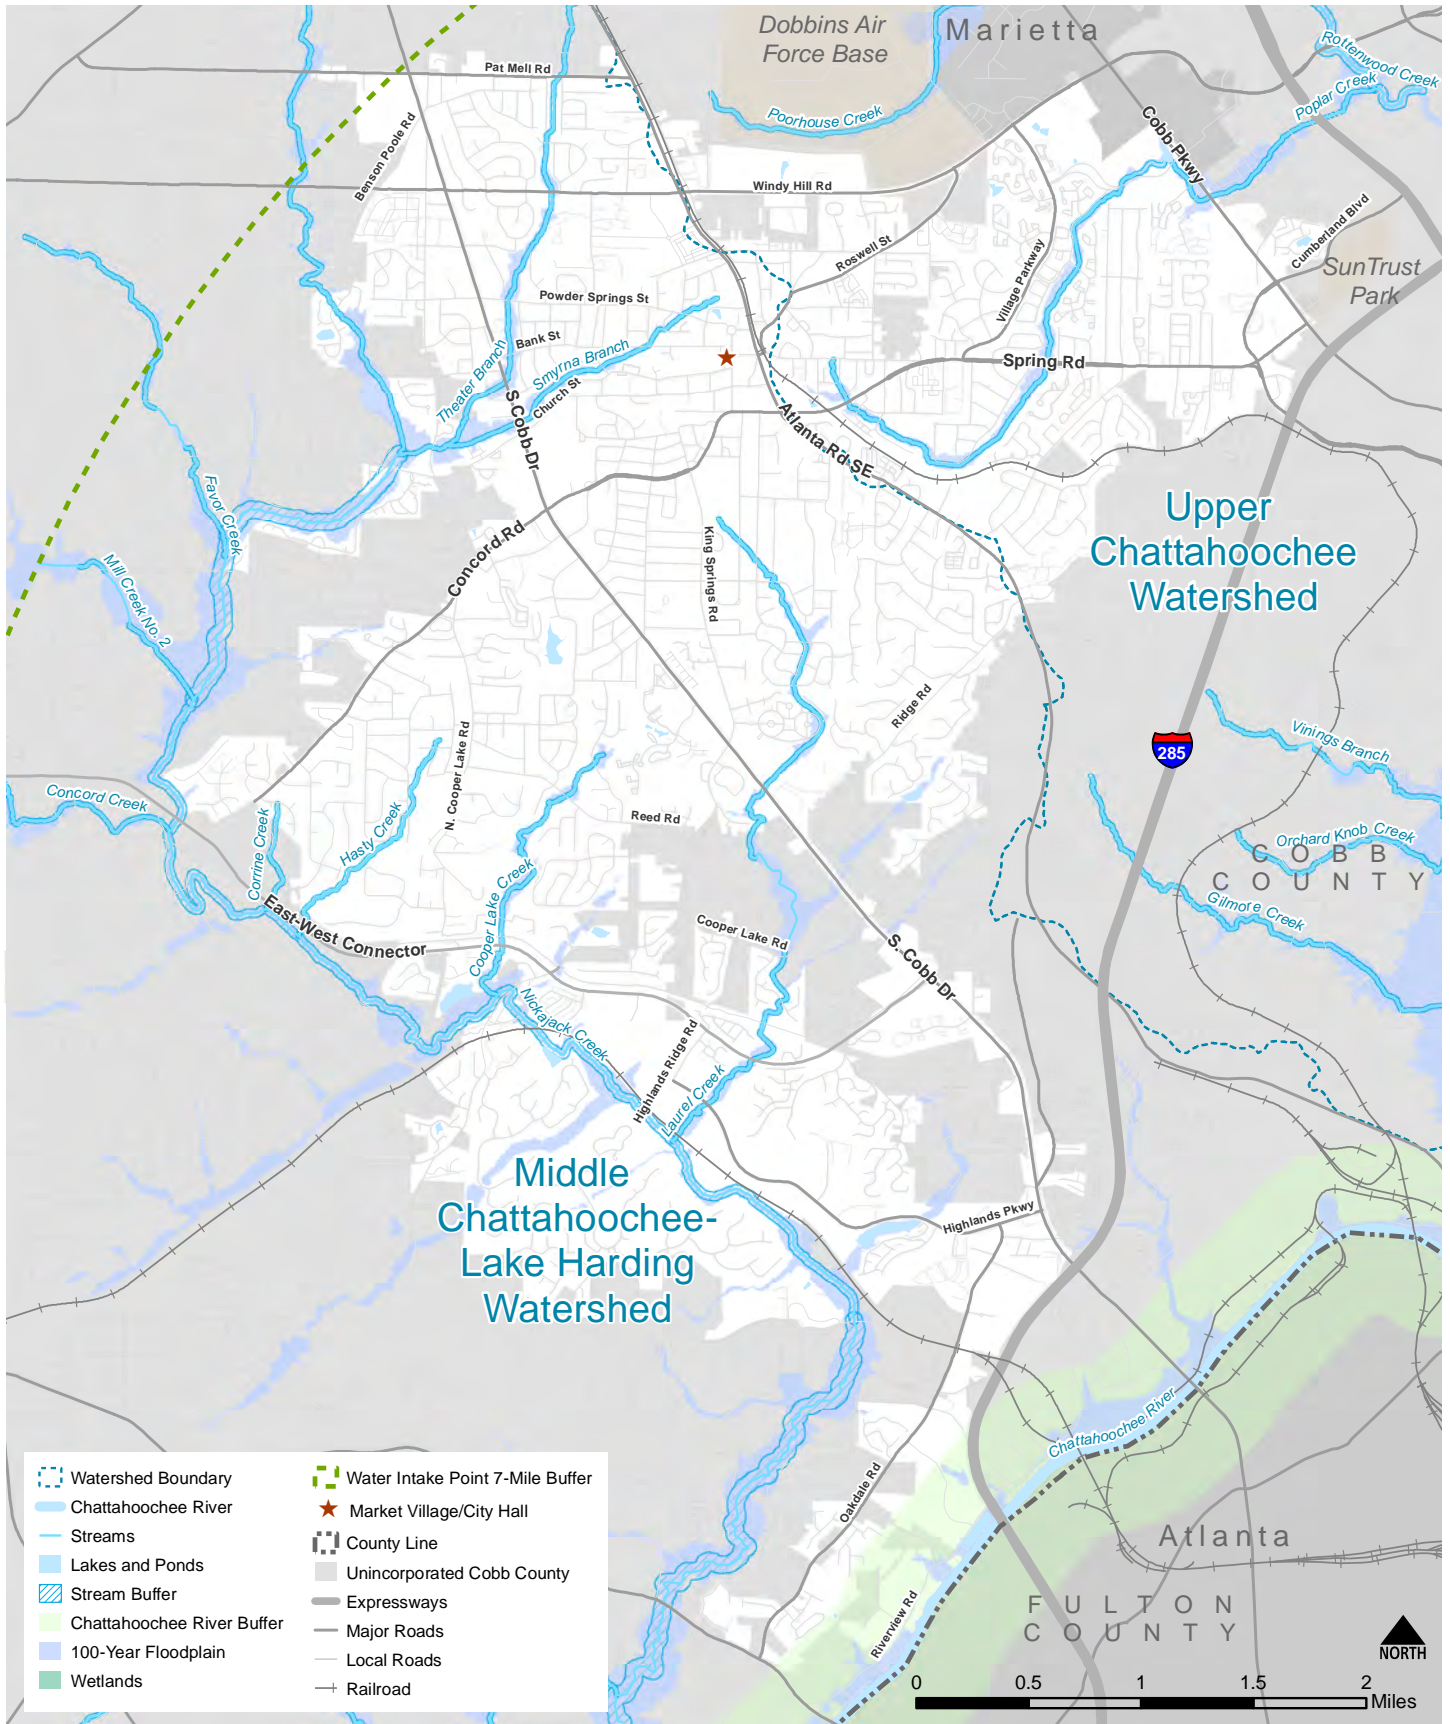 Dobbins Air
Force Base
Marietta
Rottenwood Creek
Pat Mell Rd
Poplar Creek
Poorhouse Creek
Cobb Pkwy
Benson Poole Rd
Windy Hill Rd
Cumberland Blvd
Roswell St
SunTrust
Park
Village Parkway
Powder Springs St
Bank St
Smyrna Branch
Theater Branch
Church St
Spring Rd
S Cobb Dr
Atlanta Rd SE
Favor Creek
Upper
Chattahoochee
Watershed
Concord Rd
King Springs Rd
Mill Creek No. 2
Ridge Rd
Vinings Branch
285
N. Cooper Lake Rd
Concord Creek
Reed Rd
Hasty Creek
Corrine Creek
Orchard Knob Creek
COBB
COUNTY
Gilmore Creek
Cooper Lake Creek
East-West Connector
Cooper Lake Rd
S. Cobb Dr
Nickajack Creek
Highlands Ridge Rd
Laurel Creek
Middle
Chattahoochee-
Lake Harding
Watershed
Highlands Pkwy
Chattahoochee River
Oakdale Rd
Riverview Rd
Atlanta
FULTON
COUNTY
NORTH
0 0.5 1 1.5 2
Miles
Watershed Boundary
Chattahoochee River
Streams
Lakes and Ponds
Stream Buffer
Chattahoochee River Buffer
100-Year Floodplain
Wetlands
Water Intake Point 7-Mile Buffer
Market Village/City Hall
County Line
Unincorporated Cobb County
Expressways
Major Roads
Local Roads
Railroad